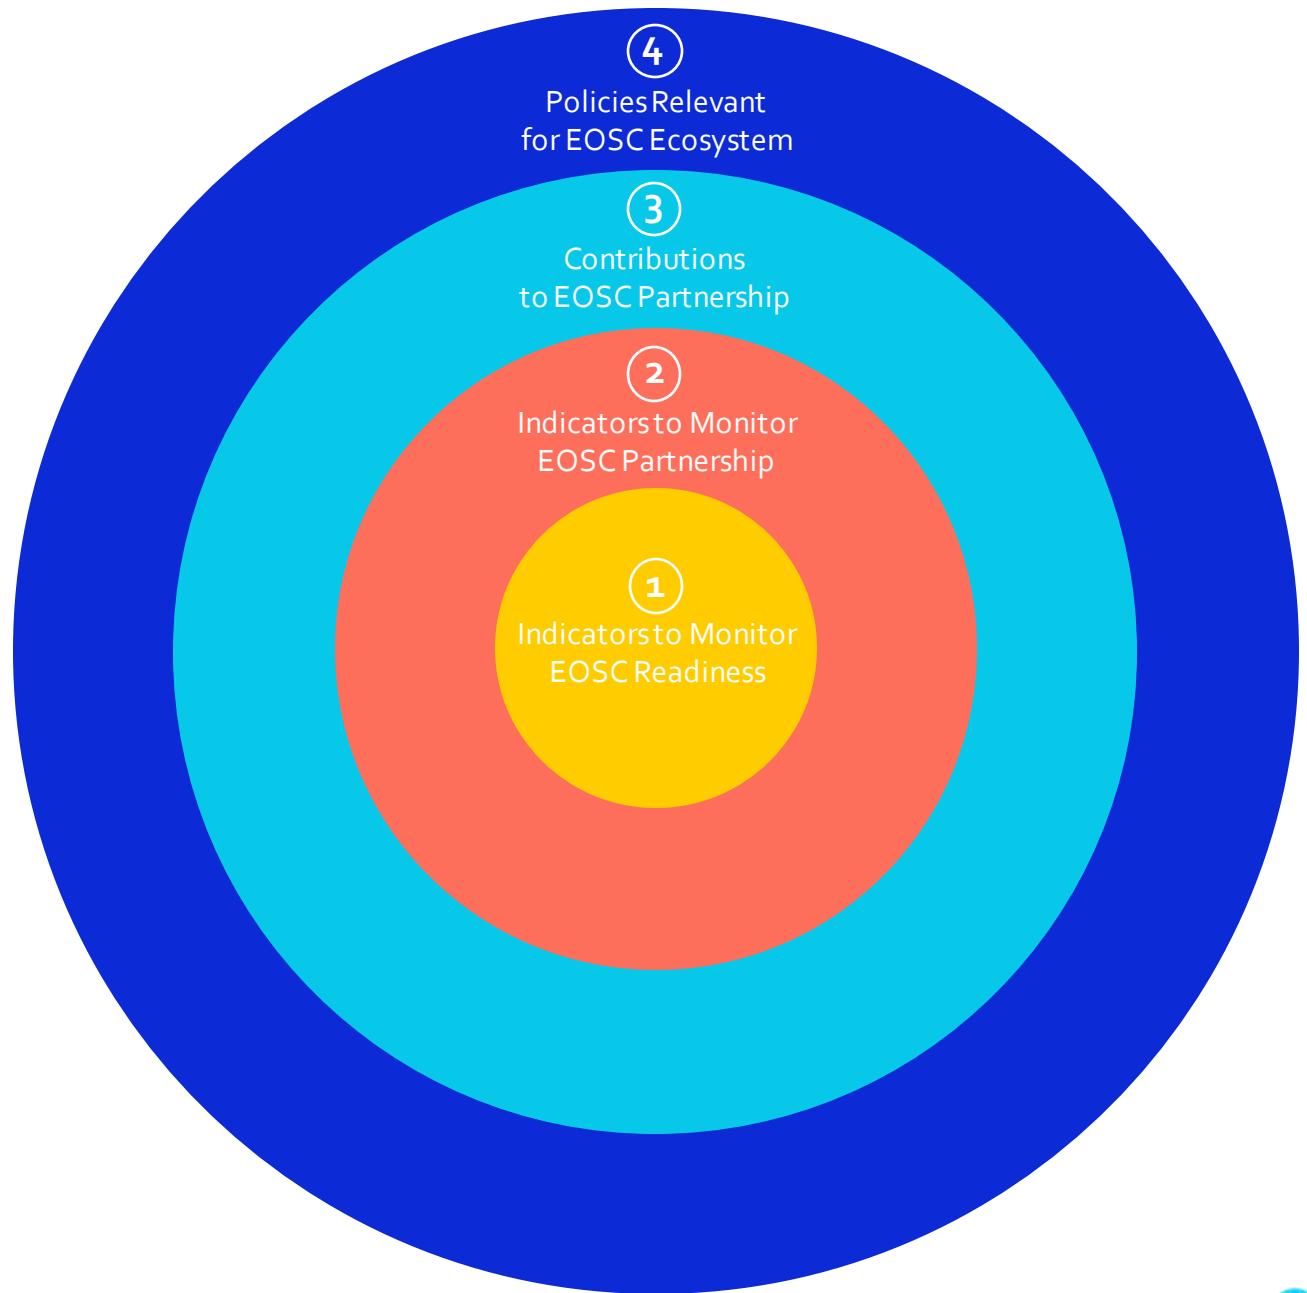 4
Policies Relevant
for EOSC Ecosystem
3
Contributions
to EOSC Partnership
2
Indicators to Monitor
EOSC Partnership
1
Indicators to Monitor
EOSC Readiness